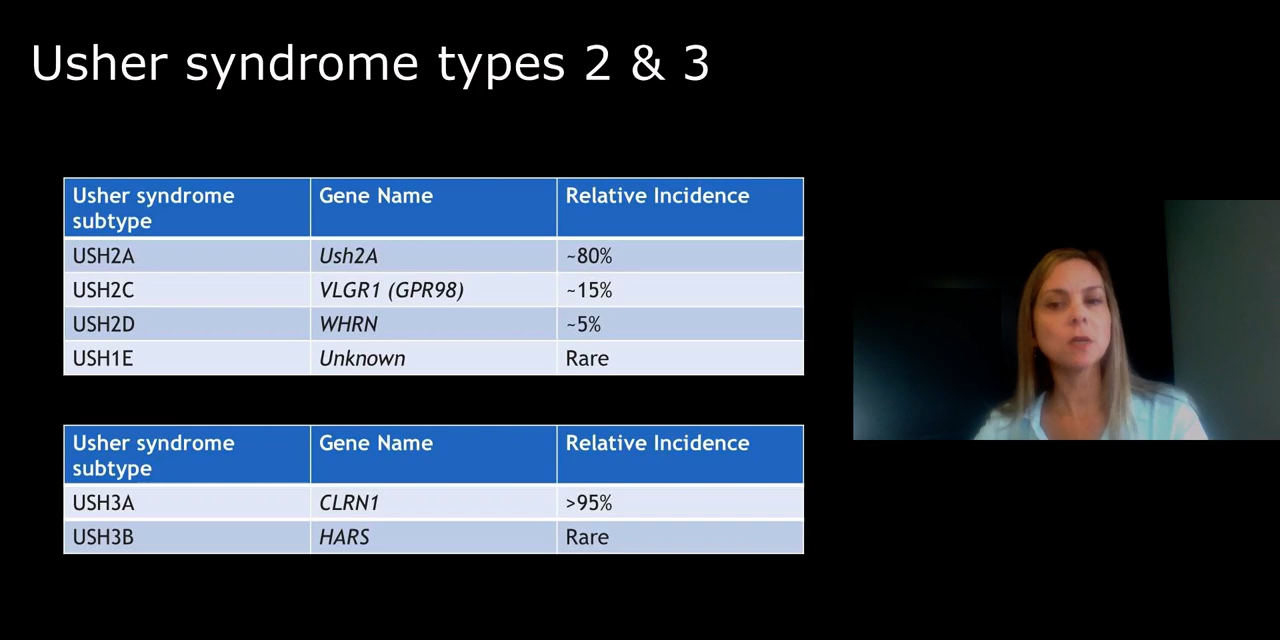 Usher syndrome types 2 & 3
Usher syndrome subtype Gene Name Relative Incidence
USH2A Ush2A ~80%
USH2C VLGR1 (GPR98) ~15%
USH2D WHRN ~5%
USH1E Unknown Rare
Usher syndrome subtype Gene Name Relative Incidence
USH3A CLRN1 >95%
USH3B HARS Rare